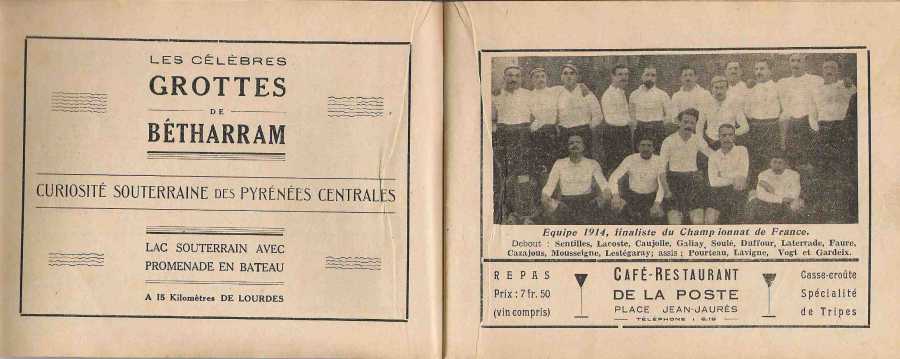 LES CÉLÈBRES
GROTTES
DE
BÉTHARRAM
CURIOSITÉ SOUTERRAINE DES PYRÉNÉES CENTRALES
LAC SOUTERRAIN AVEC
PROMENADE EN BATEAU
A 15 Kilomètres DE LOURDES
Equipe 1914, finaliste du Championnat de France.
Debout : Sentilles, Lacoste, Caujolle, Galiay, Soulé, Duffour, Laterrade, Faure,
Cazajous, Mousseigne, Lestégaray; assis ; Pourteau, Lavigne, Vogt et Gardeix.
REPAS
Prix : 7 fr. 50
(vin compris)
CAFÉ-RESTAURANT
DE LA POSTE
PLACE JEAN-JAURÈS
TÉLÉPHONE : 6.19
Casse-croûte
Spécialité
de Tripes